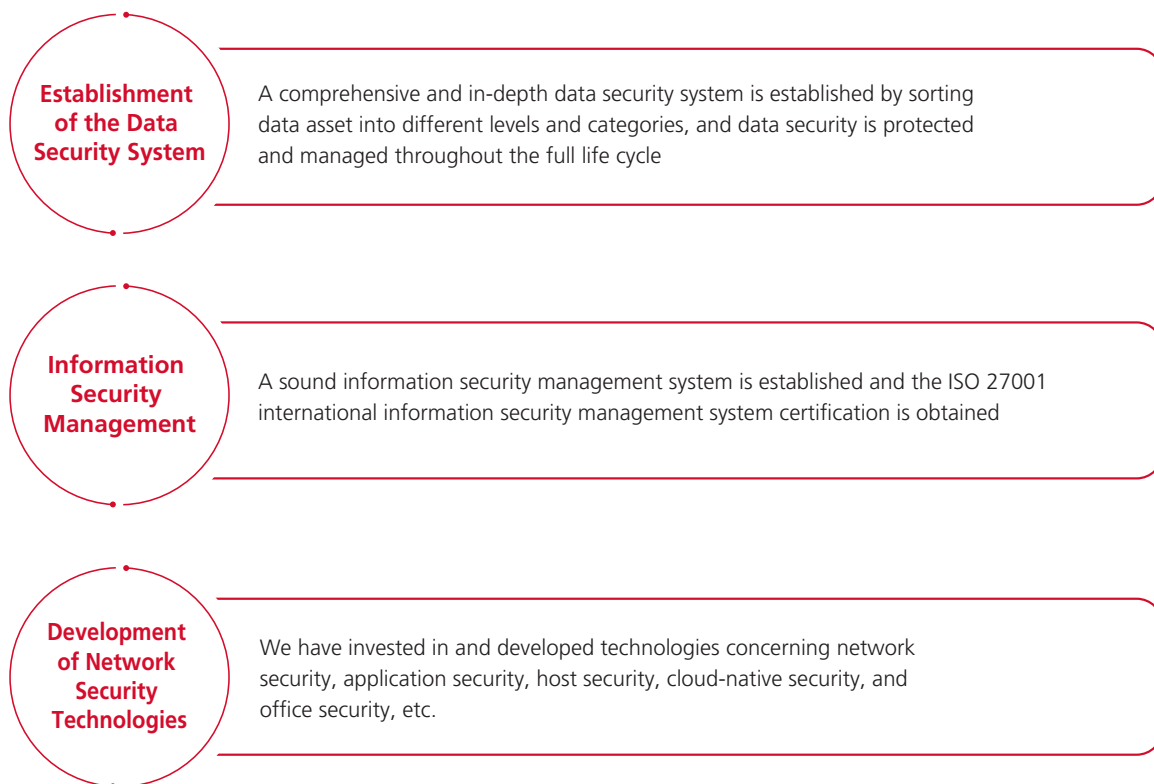 Establishment
of the Data
Security System
A comprehensive and in-depth data security system is established by sorting
data asset into different levels and categories, and data security is protected
and managed throughout the full life cycle
Information
Security
Management
A sound information security management system is established and the ISO 27001
international information security management system certification is obtained
Development
of Network
Security
Technologies
We have invested in and developed technologies concerning network
security, application security, host security, cloud-native security, and
office security, etc.